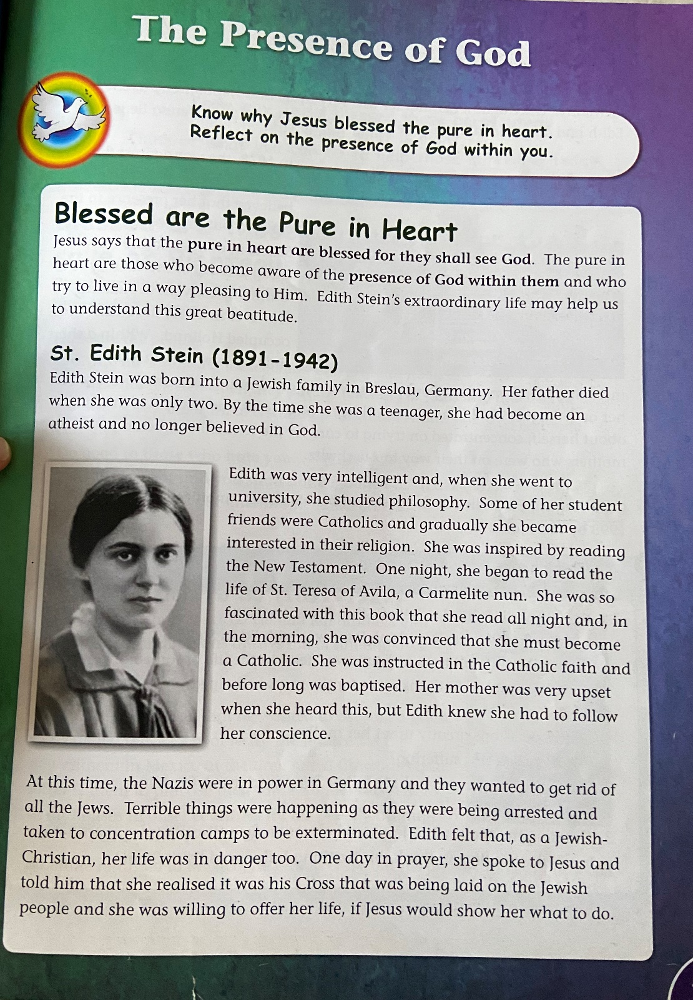 The Presence of God
Know why Jesus blessed the pure in heart.
Reflect on the presence of God within you.
Blessed are the Pure in Heart
Jesus says that the pure in heart are blessed for they shall see God. The pure in
heart are those who become aware of the presence of God within them and who
try to live in a way pleasing to Him. Edith Stein's extraordinary life may help us
to understand this great beatitude.
St. Edith Stein (1891-1942)
Edith Stein was born into a Jewish family in Breslau, Germany. Her father died
when she was only two. By the time she was a teenager, she had become an
atheist and no longer believed in God.
Edith was very intelligent and, when she went to
university, she studied philosophy. Some of her student
friends were Catholics and gradually she became
interested in their religion. She was inspired by reading
the New Testament. One night, she began to read the
life of St. Teresa of Avila, a Carmelite nun. She was so
fascinated with this book that she read all night and, in
the morning, she was convinced that she must become
a Catholic. She was instructed in the Catholic faith and
before long was baptised. Her mother was very upset
when she heard this, but Edith knew she had to follow
her conscience.
At this time, the Nazis were in power in Germany and they wanted to get rid of
all the Jews. Terrible things were happening as they were being arrested and
taken to concentration camps to be exterminated. Edith felt that, as a Jewish-
Christian, her life was in danger too. One day in prayer, she spoke to Jesus and
told him that she realised it was his Cross that was being laid on the Jewish
people and she was willing to offer her life, if Jesus would show her what to do.